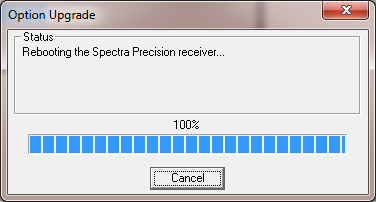 Option Upgrade
Status
Rebooting the Spectra Precision receiver...
100%
Cancel